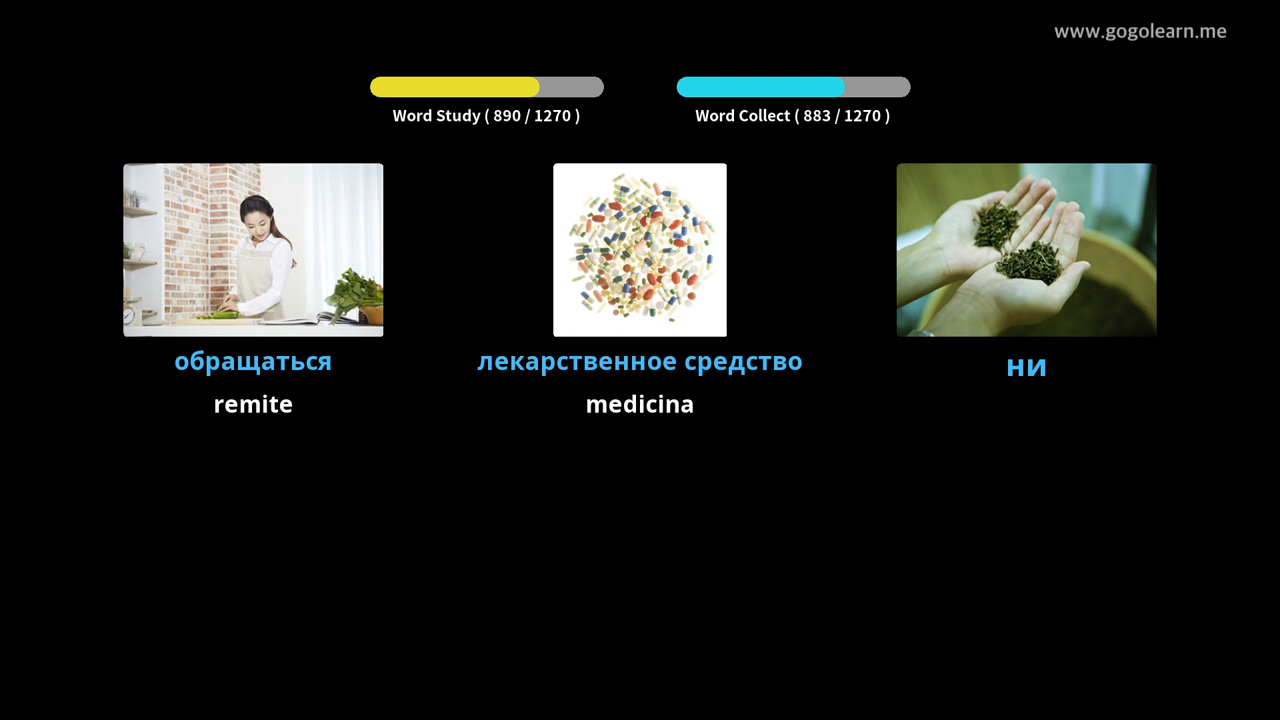 www.gogolearn.me
Word Study ( 890 / 1270 )
Word Collect ( 883 / 1270 )
обращаться
remite
лекарственное средство
medicina
ни